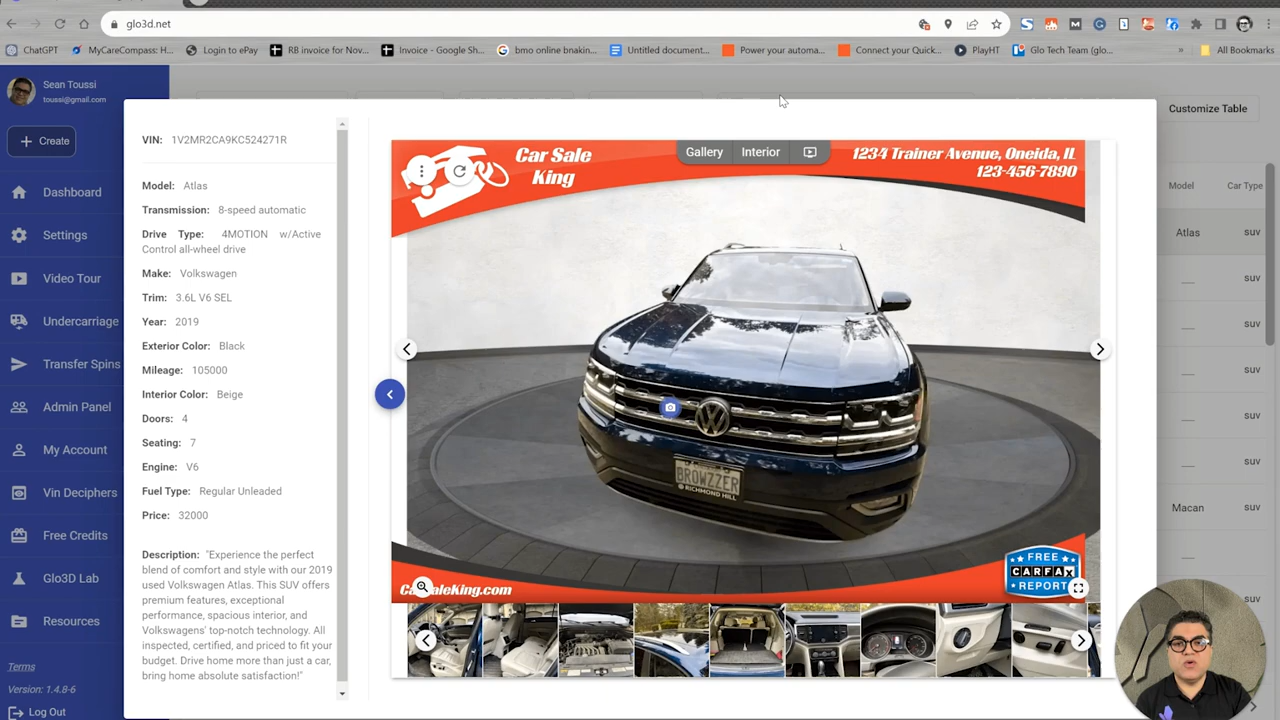 glo3d.net
ChatGPT
MyCareCompass: H...
Login to ePay
RB invoice for Nov...
Invoice - Google Sh...
bmo online bnakin...
Untitled document...
Power your automa...
Connect your Quick...
PlayHT
Glo Tech Team (glo...
»
All Bookmarks
Sean Toussi
toussi@gmail.com
+ Create
Dashboard
Settings
Video Tour
Undercarriage
Transfer Spins
Admin Panel
My Account
Vin Deciphers
Free Credits
Glo3D Lab
Resources
Terms
Version: 1.4.8-6
Log Out
VIN: 1V2MR2CA9KC524271R
Model: Atlas
Transmission: 8-speed automatic
Drive Type: 4MOTION w/Active
Control all-wheel drive
Make: Volkswagen
Trim: 3.6L V6 SEL
Year: 2019
Exterior Color: Black
Mileage: 105000
Interior Color: Beige
Doors: 4
Seating: 7
Engine: V6
Fuel Type: Regular Unleaded
Price: 32000
Description: "Experience the perfect
blend of comfort and style with our 2019
used Volkswagen Atlas. This SUV offers
premium features, exceptional
performance, spacious interior, and
Volkswagens' top-notch technology. All
inspected, certified, and priced to fit your
budget. Drive home more than just a car,
bring home absolute satisfaction!"
Car Sale
King
Gallery
Interior
1234 Trainer Avenue, Oneida, IL
123-456-7890
BROWZZER
RICHMOND HILL
FREE
CARFAX
REPORT
Customize Table
Model
Car Type
Atlas
suv
suv
suv
suv
suv
suv
Macan
suv
suv
suv